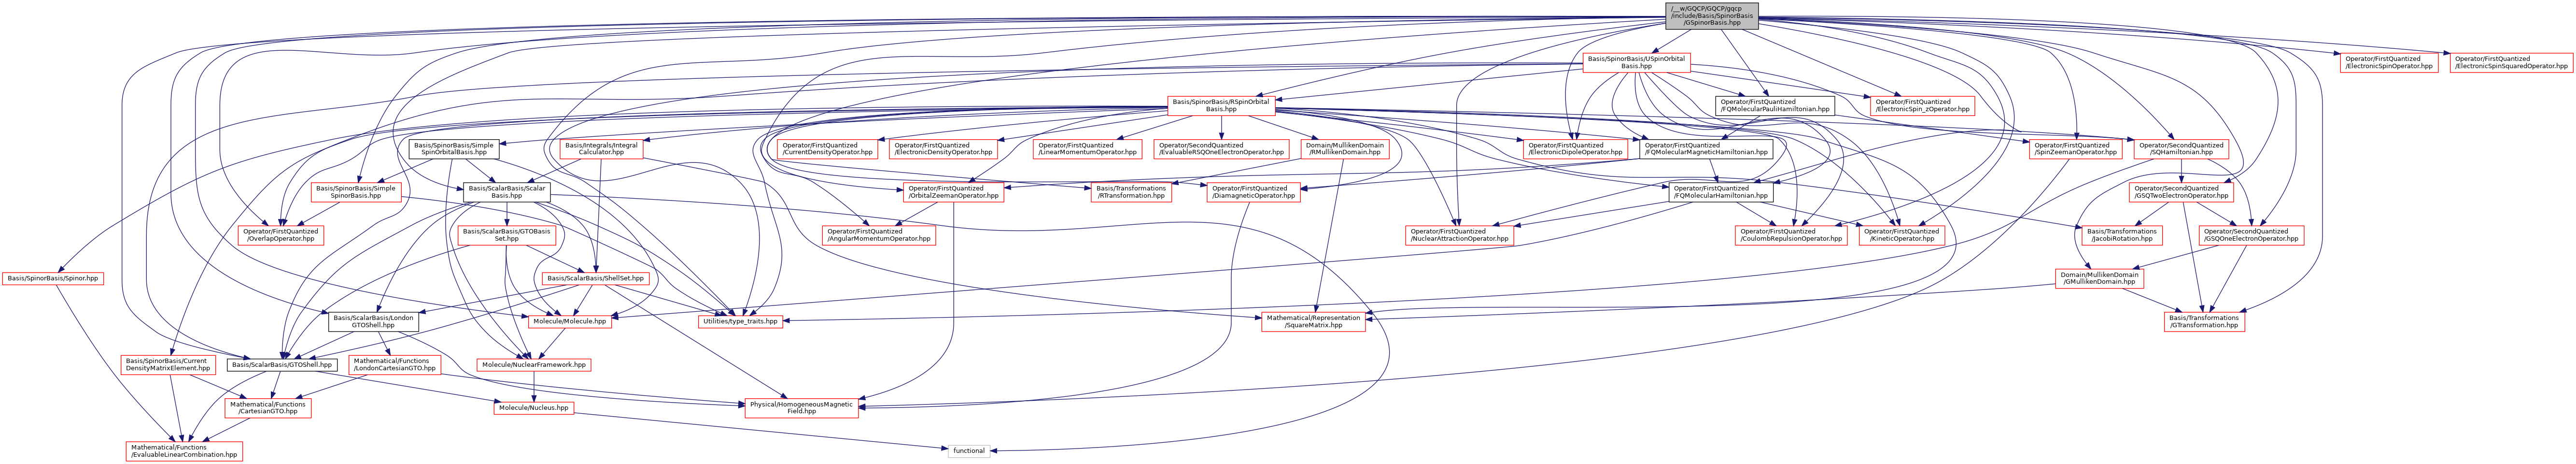 /__w/GQCP/GQCP/gqcp
/include/Basis/SpinorBasis
/GSpinorBasis.hpp
Operator/FirstQuantized
/ElectronicSpinOperator.hpp
Operator/FirstQuantized
/ElectronicSpinSquaredOperator.hpp
Basis/SpinorBasis/USpinOrbital
Basis.hpp
Basis/SpinorBasis/RSpinOrbital
Basis.hpp
Operator/FirstQuantized
/FQMolecularPauliHamiltonian.hpp
Operator/FirstQuantized
/ElectronicSpin_zOperator.hpp
Basis/SpinorBasis/Simple
SpinOrbitalBasis.hpp
Basis/Integrals/Integral
Calculator.hpp
Operator/FirstQuantized
/CurrentDensityOperator.hpp
Operator/FirstQuantized
/ElectronicDensityOperator.hpp
Operator/FirstQuantized
/LinearMomentumOperator.hpp
Operator/SecondQuantized
/EvaluableRSQOneElectronOperator.hpp
Domain/MullikenDomain
/RMullikenDomain.hpp
Operator/FirstQuantized
/ElectronicDipoleOperator.hpp
Operator/FirstQuantized
/FQMolecularMagneticHamiltonian.hpp
Operator/FirstQuantized
/SpinZeemanOperator.hpp
Operator/SecondQuantized
/SQHamiltonian.hpp
Basis/SpinorBasis/Simple
SpinorBasis.hpp
Basis/ScalarBasis/Scalar
Basis.hpp
Operator/FirstQuantized
/OrbitalZeemanOperator.hpp
Basis/Transformations
/RTransformation.hpp
Operator/FirstQuantized
/DiamagneticOperator.hpp
Operator/FirstQuantized
/FQMolecularHamiltonian.hpp
Operator/SecondQuantized
/GSQTwoElectronOperator.hpp
Operator/FirstQuantized
/OverlapOperator.hpp
Basis/ScalarBasis/GTOBasis
Set.hpp
Operator/FirstQuantized
/AngularMomentumOperator.hpp
Operator/FirstQuantized
/NuclearAttractionOperator.hpp
Operator/FirstQuantized
/CoulombRepulsionOperator.hpp
Operator/FirstQuantized
/KineticOperator.hpp
Basis/Transformations
/JacobiRotation.hpp
Operator/SecondQuantized
/GSQOneElectronOperator.hpp
Basis/SpinorBasis/Spinor.hpp
Basis/ScalarBasis/ShellSet.hpp
Domain/MullikenDomain
/GMullikenDomain.hpp
Basis/ScalarBasis/London
GTOShell.hpp
Molecule/Molecule.hpp
Utilities/type_traits.hpp
Mathematical/Representation
/SquareMatrix.hpp
Basis/Transformations
/GTransformation.hpp
Basis/SpinorBasis/Current
DensityMatrixElement.hpp
Basis/ScalarBasis/GTOShell.hpp
Mathematical/Functions
/LondonCartesianGTO.hpp
Molecule/NuclearFramework.hpp
Mathematical/Functions
/CartesianGTO.hpp
Molecule/Nucleus.hpp
Physical/HomogeneousMagnetic
Field.hpp
Mathematical/Functions
/EvaluableLinearCombination.hpp
functional